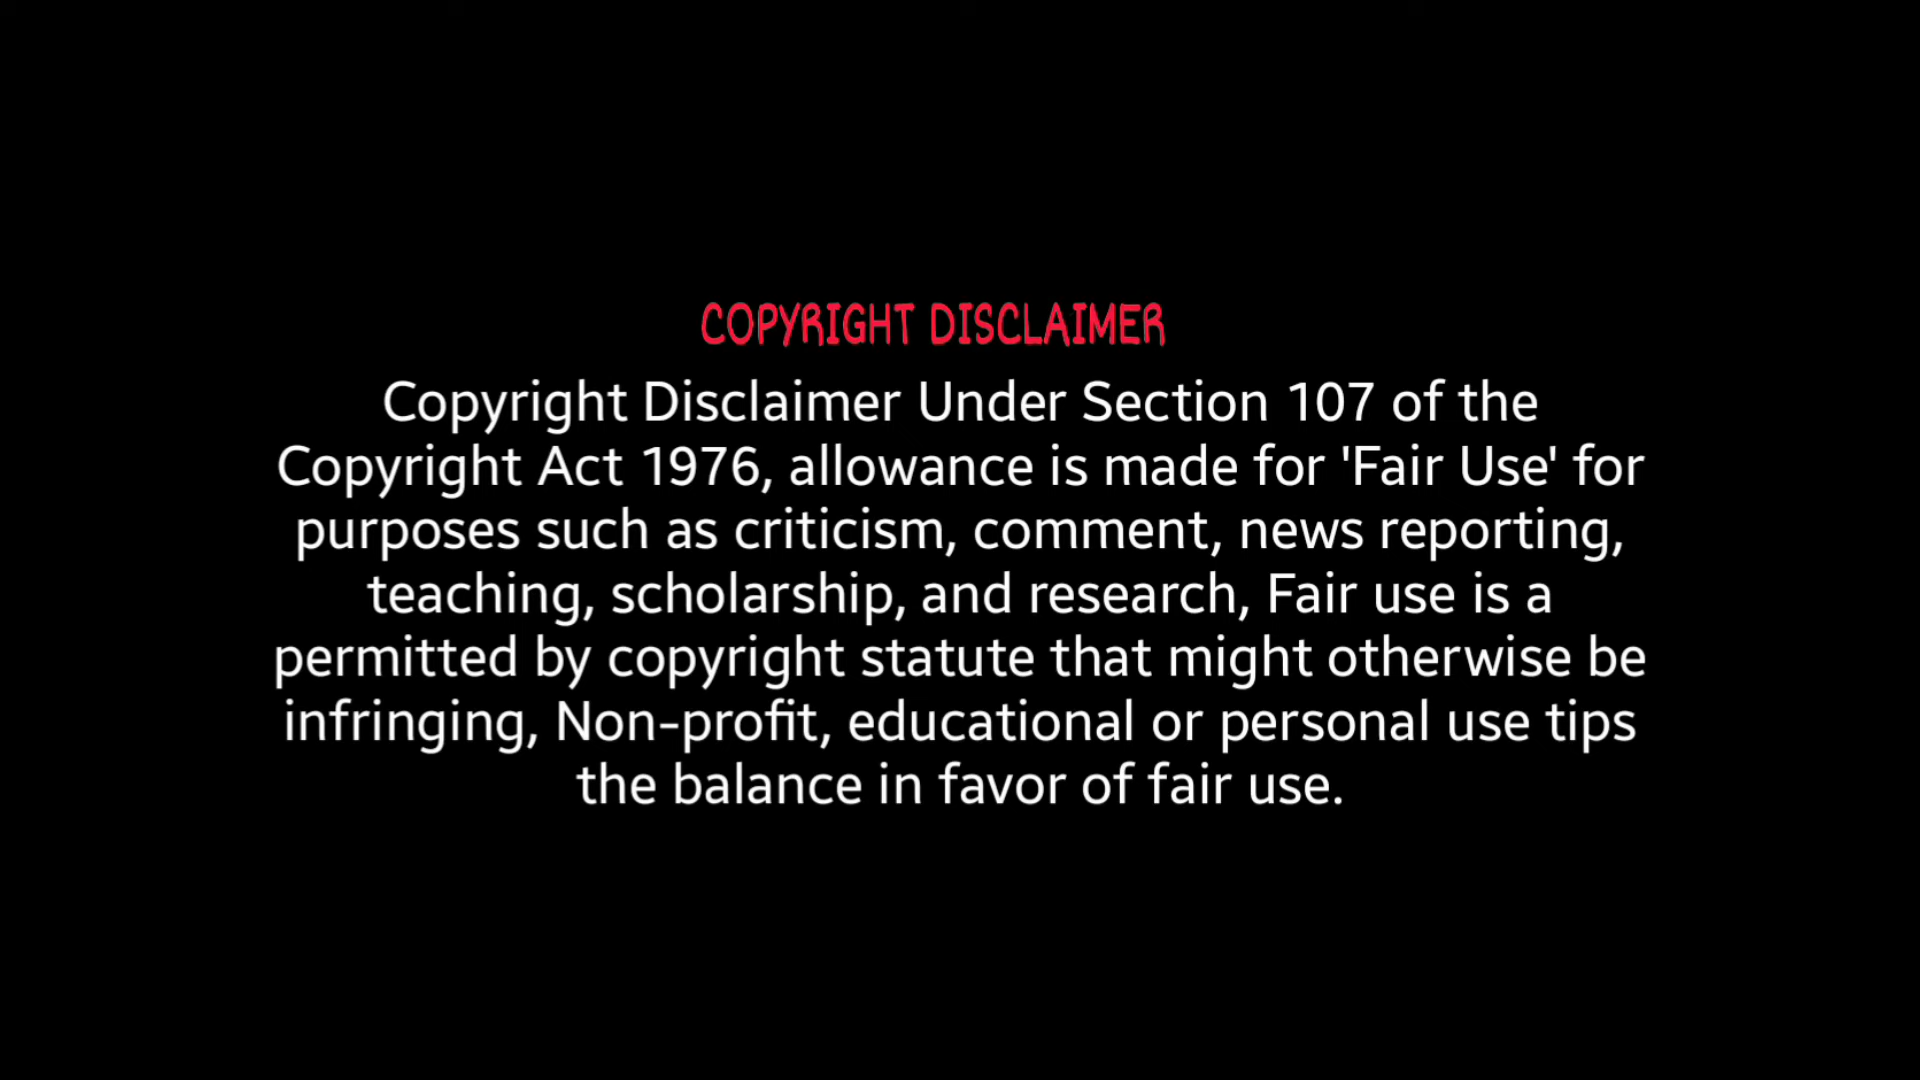 COPYRIGHT DISCLAIMER
Copyright Disclaimer Under Section 107 of the
Copyright Act 1976, allowance is made for 'Fair Use' for
purposes such as criticism, comment, news reporting,
teaching, scholarship, and research, Fair use is a
permitted by copyright statute that might otherwise be
infringing, Non-profit, educational or personal use tips
the balance in favor of fair use.